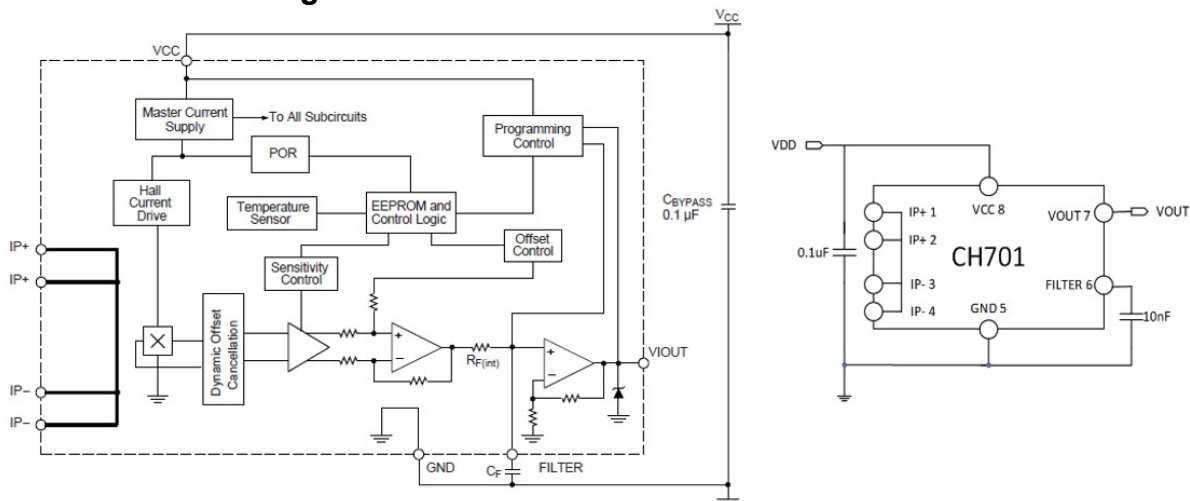 VCC
VCC
Master Current
Supply
To All Subcircuits
Programming
Control
POR
Hall
Current
Drive
Temperature
Sensor
EEPROM and
Control Logic
CBYPASS
0.1 µF
Offset
Control
Sensitivity
Control
IP+
IP+
IP−
IP−
Dynamic Offset
Cancellation
+
−
RF(int)
+
−
VIOUT
GND
CF
FILTER
VDD
VCC 8
IP+ 1
IP+ 2
IP- 3
IP- 4
VOUT 7
VOUT
0.1uF
CH701
FILTER 6
GND 5
10nF